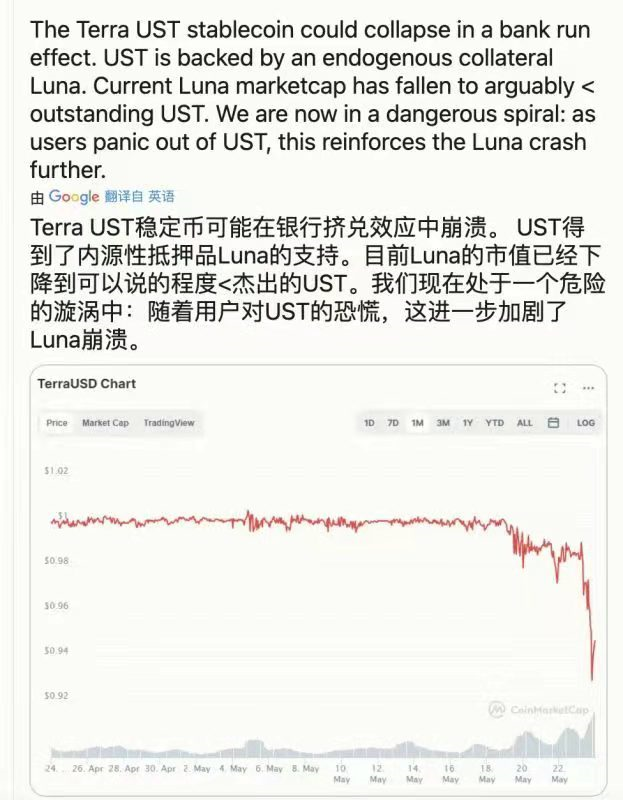 The Terra UST stablecoin could collapse in a bank run
effect. UST is backed by an endogenous collateral
Luna. Current Luna marketcap has fallen to arguably <
outstanding UST. We are now in a dangerous spiral: as
users panic out of UST, this reinforces the Luna crash
further.
由 Google 翻译自 英语
Terra UST稳定币可能在银行挤兑效应中崩溃。 UST得
到了内源性抵押品Luna的支持。目前Luna的市值已经下
降到可以说的程度<杰出的UST。我们现在处于一个危险
的漩涡中：随着用户对UST的恐慌，这进一步加剧了
Luna崩溃。
TerraUSD Chart
Price Market Cap TradingView 1D 7D 1M 3M 1Y YTD ALL LOG
$1.02
$1
$0.98
$0.96
$0.94
$0.92
CoinMarketCap
24. ... 26. Apr 28. Apr 30. Apr 2. May 4. May 6. May 8. May 10. May 12. May 14. May 16. May 18. May 20. May 22. May